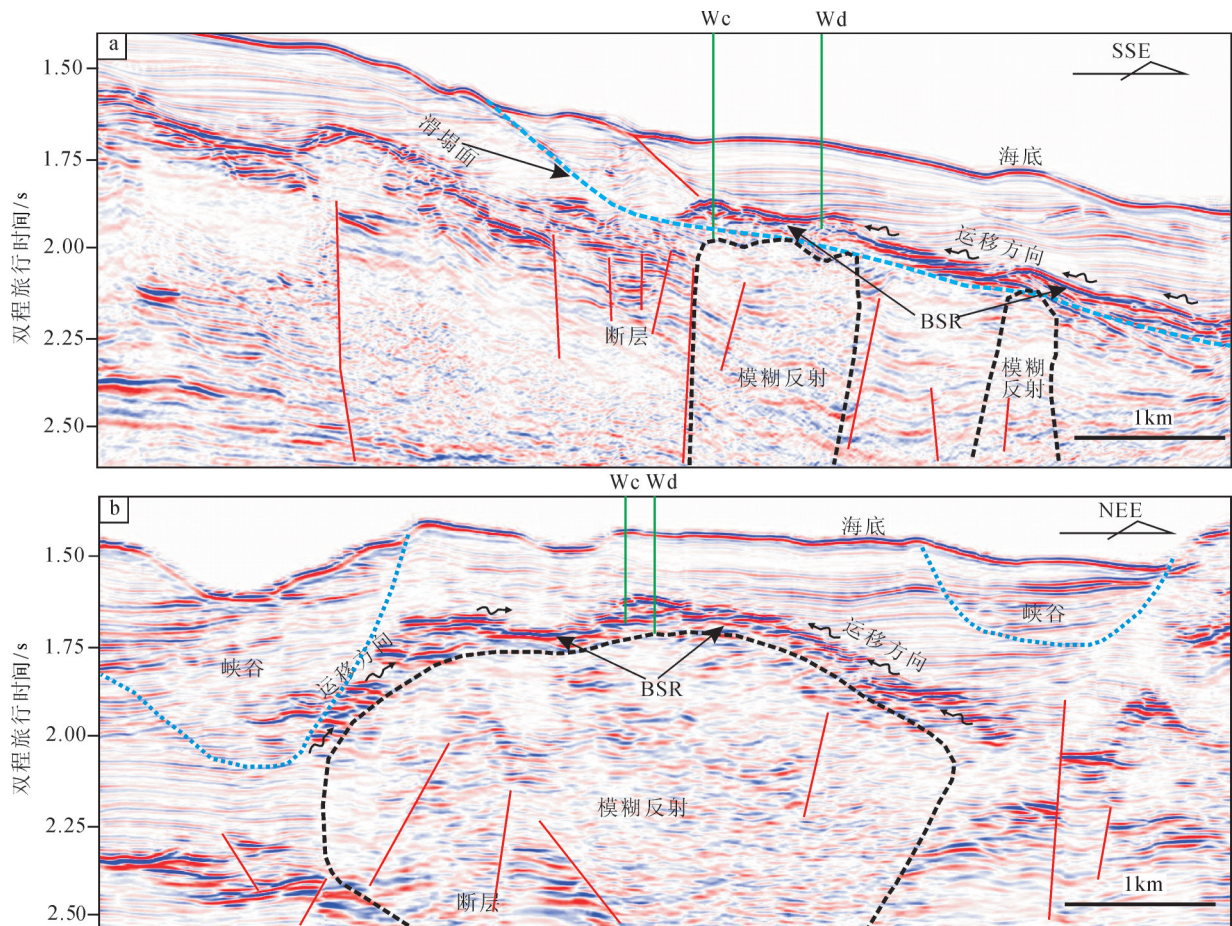 Wc Wd
a
SSE
1.50
1.75
2.00
2.25
2.50
双程旅行时间/s
滑塌面
海底
运移方向
BSR
断层
模糊反射
模糊
反射
1km
Wc Wd
b
NEE
1.50
1.75
2.00
2.25
2.50
双程旅行时间/s
海底
峡谷
峡谷
运移方向
运移方向
BSR
模糊反射
断层
1km